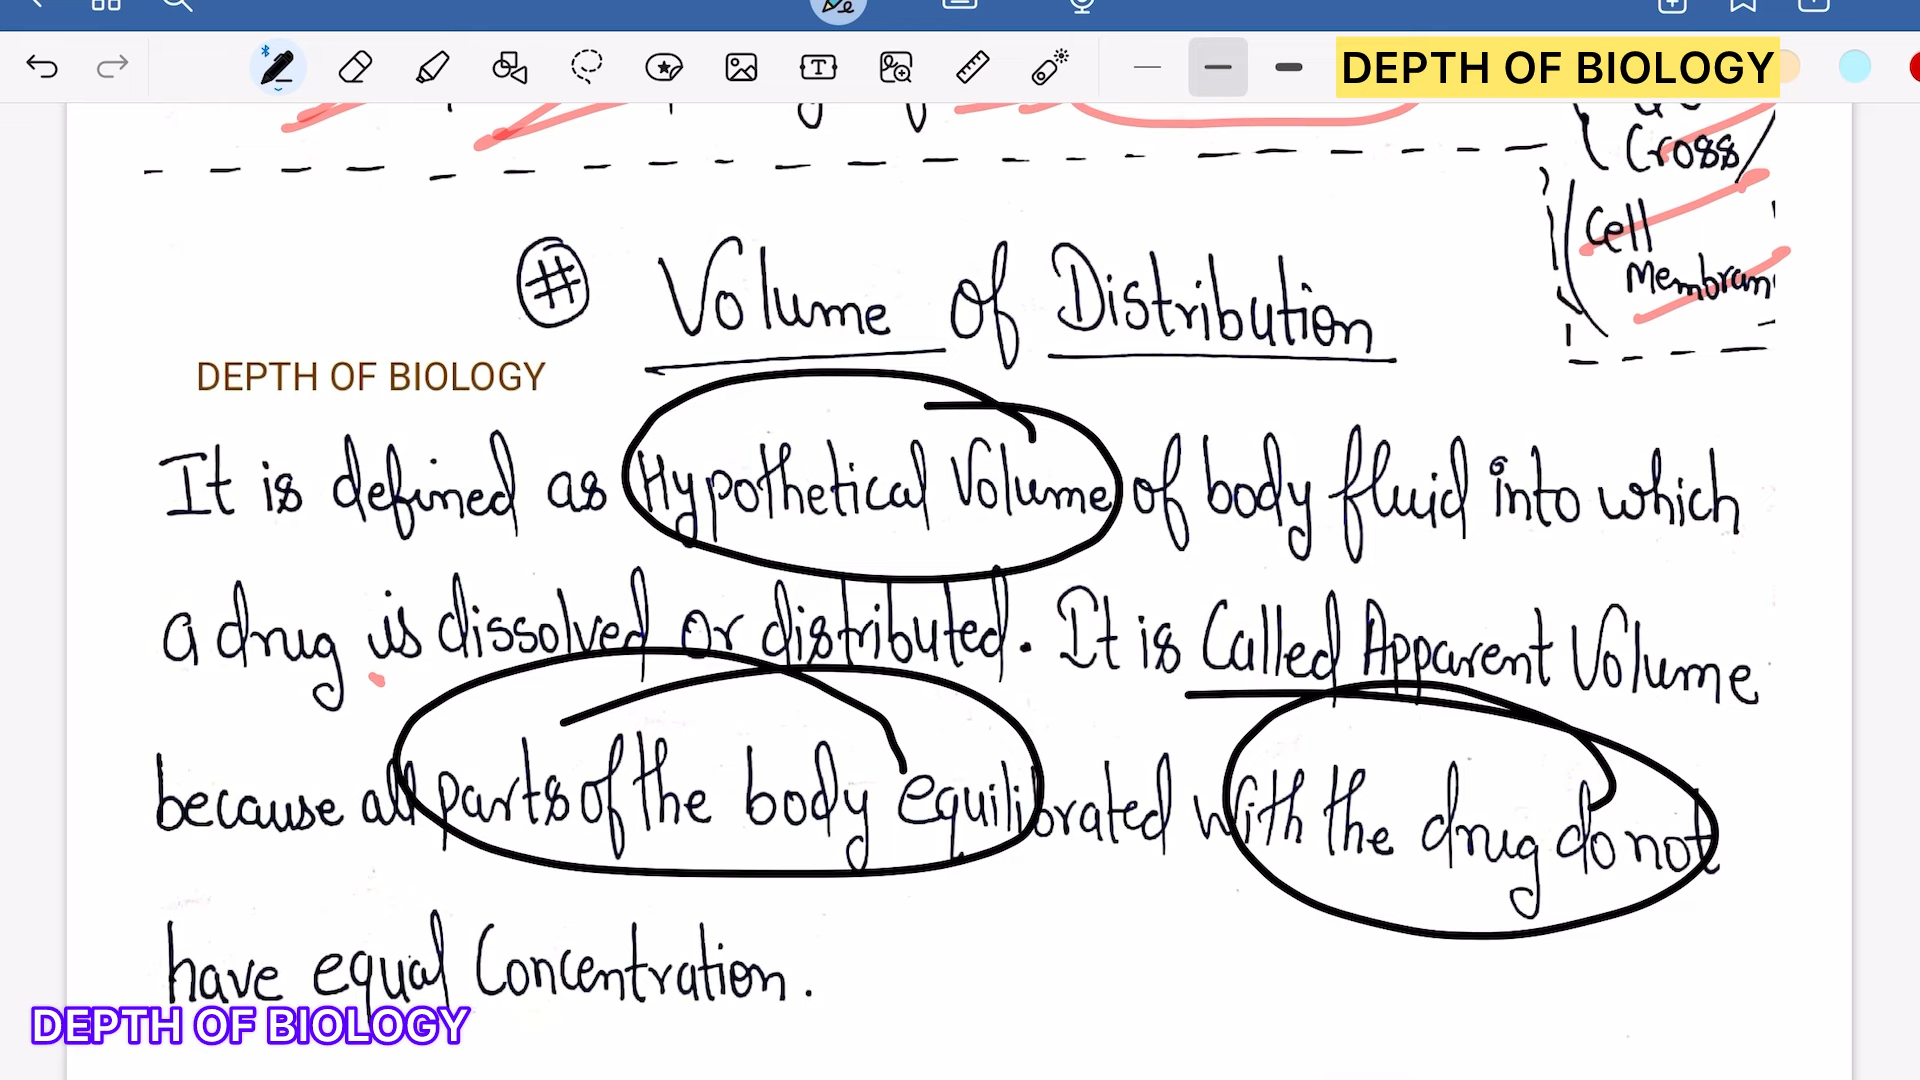 DEPTH OF BIOLOGY
Cross
Cell
Membran
# Volume of Distribution
DEPTH OF BIOLOGY
It is defined as Hypothetical Volume of body fluid into which
a drug is dissolved or distributed. It is Called Apparent Volume
because all parts of the body equilibrated with the drug do not
have equal Concentration.
DEPTH OF BIOLOGY